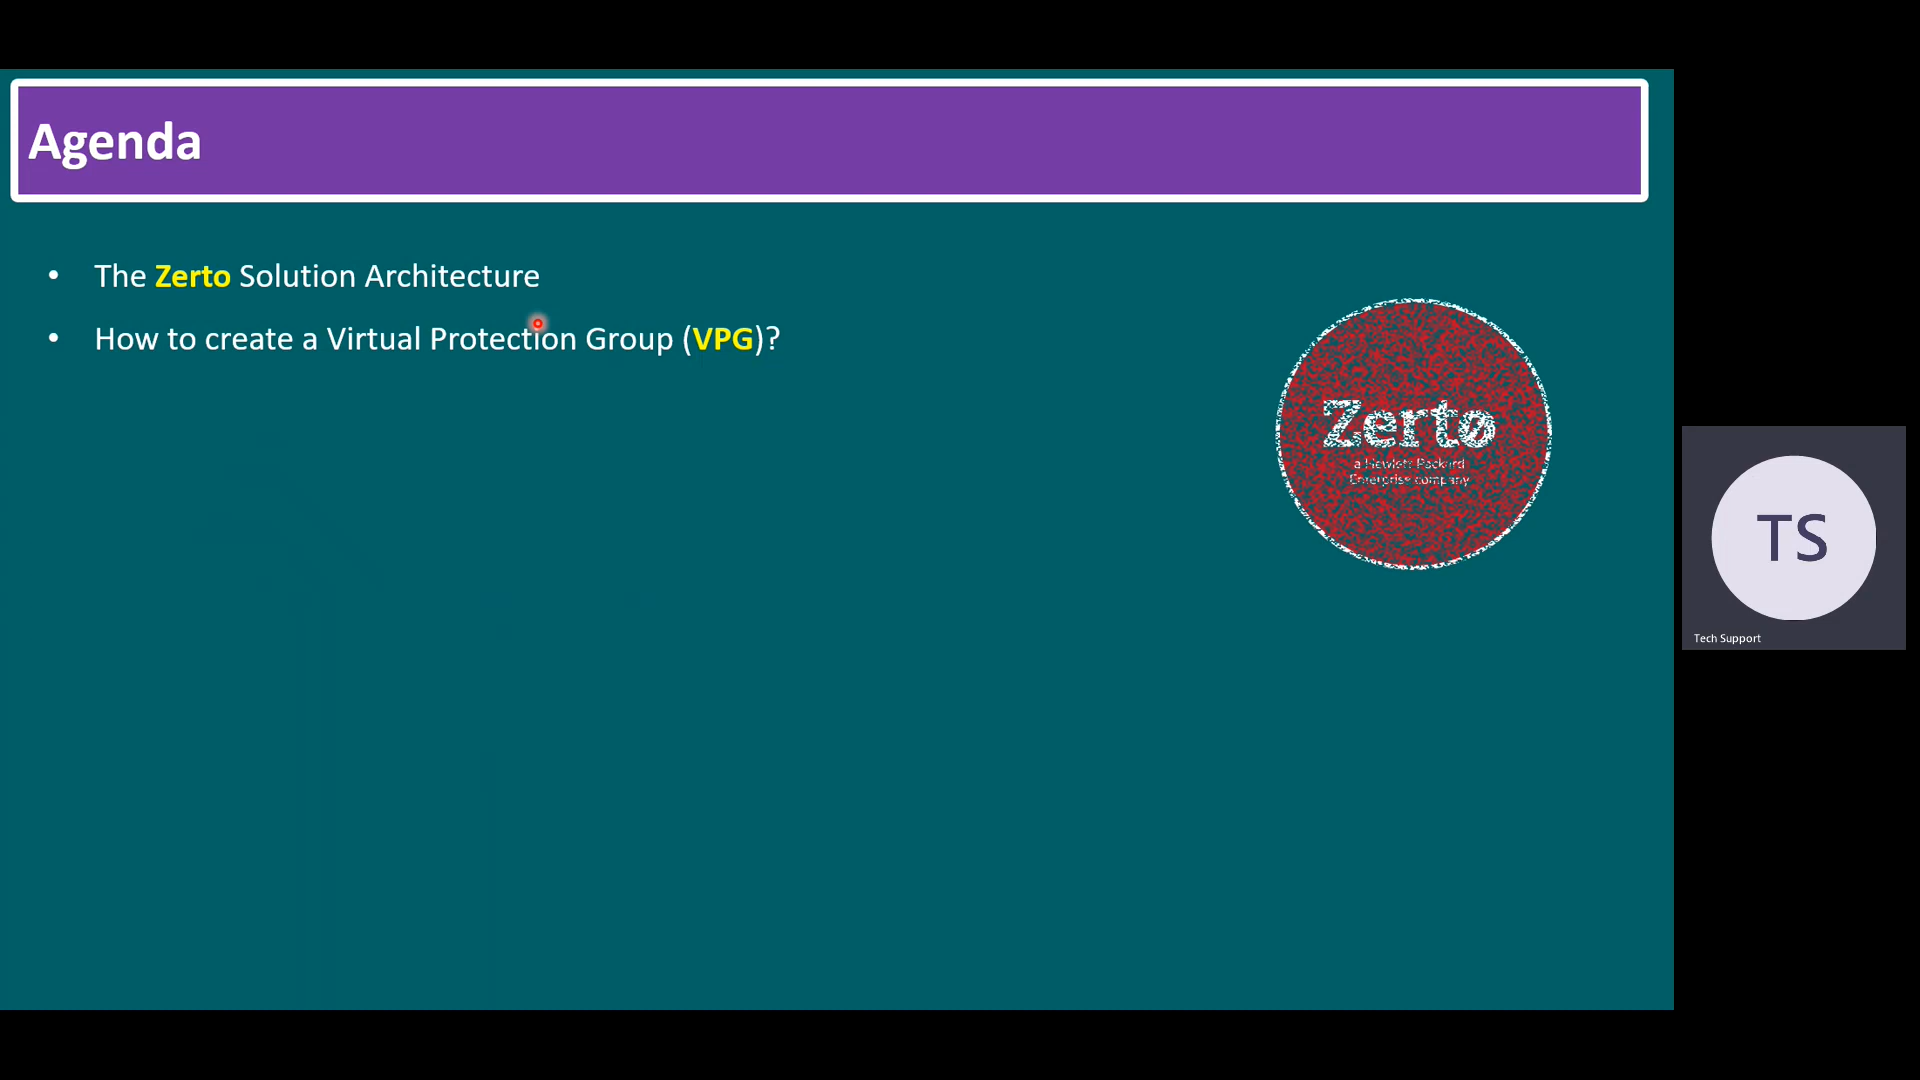 Agenda
• The Zerto Solution Architecture
• How to create a Virtual Protection Group (VPG)?
Zerto
a Hewlett Packard
Enterprise company
TS
Tech Support